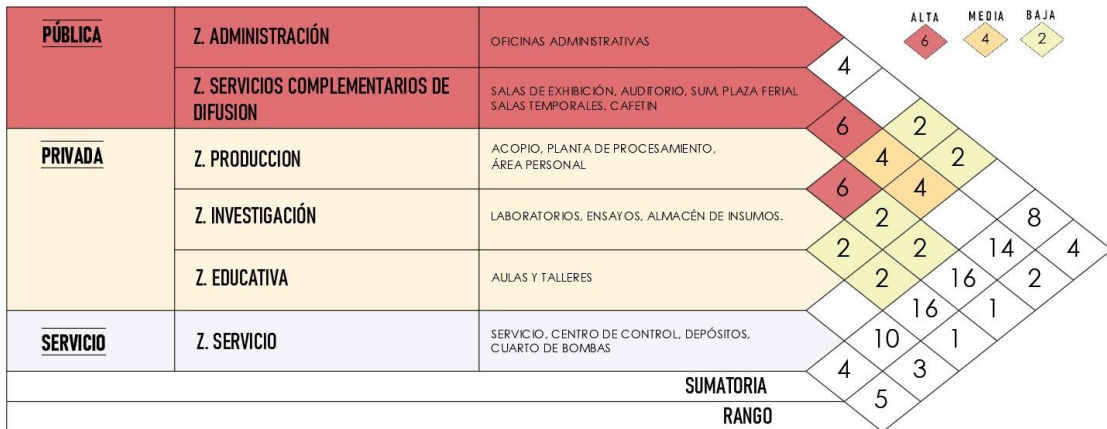 ALTA MEDIA BAJA
6 4 2
PÚBLICA
Z. ADMINISTRACIÓN
OFICINAS ADMINISTRATIVAS
Z. SERVICIOS COMPLEMENTARIOS DE
DIFUSION
SALAS DE EXHIBICIÓN, AUDITORIO, SUM, PLAZA FERIAL
SALAS TEMPORALES, CAFETIN
PRIVADA
Z. PRODUCCION
ACOPIO, PLANTA DE PROCESAMIENTO,
ÁREA PERSONAL
Z. INVESTIGACIÓN
LABORATORIOS, ENSAYOS, ALMACÉN DE INSUMOS.
Z. EDUCATIVA
AULAS Y TALLERES
SERVICIO
Z. SERVICIO
SERVICIO, CENTRO DE CONTROL, DEPÓSITOS,
CUARTO DE BOMBAS
SUMATORIA
RANGO
4
6 2
4 2
6 4
2 8
2 2 14 4
2 16 2
16 1
10 1
4 3
5